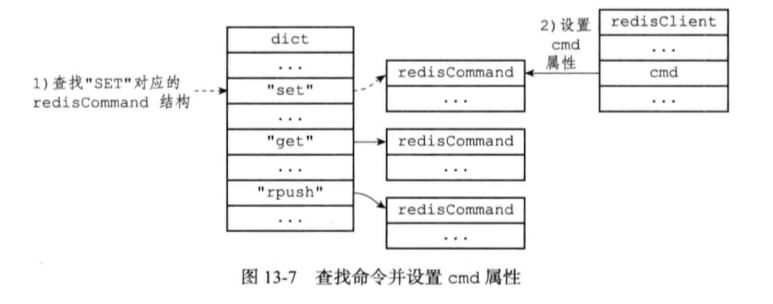 1)查找"SET"对应的
redisCommand 结构
dict
...
"set"
...
"get"
...
"rpush"
...
redisCommand
...
redisCommand
...
redisCommand
...
2)设置
cmd
属性
redisClient
...
cmd
...
图 13-7 查找命令并设置 cmd 属性